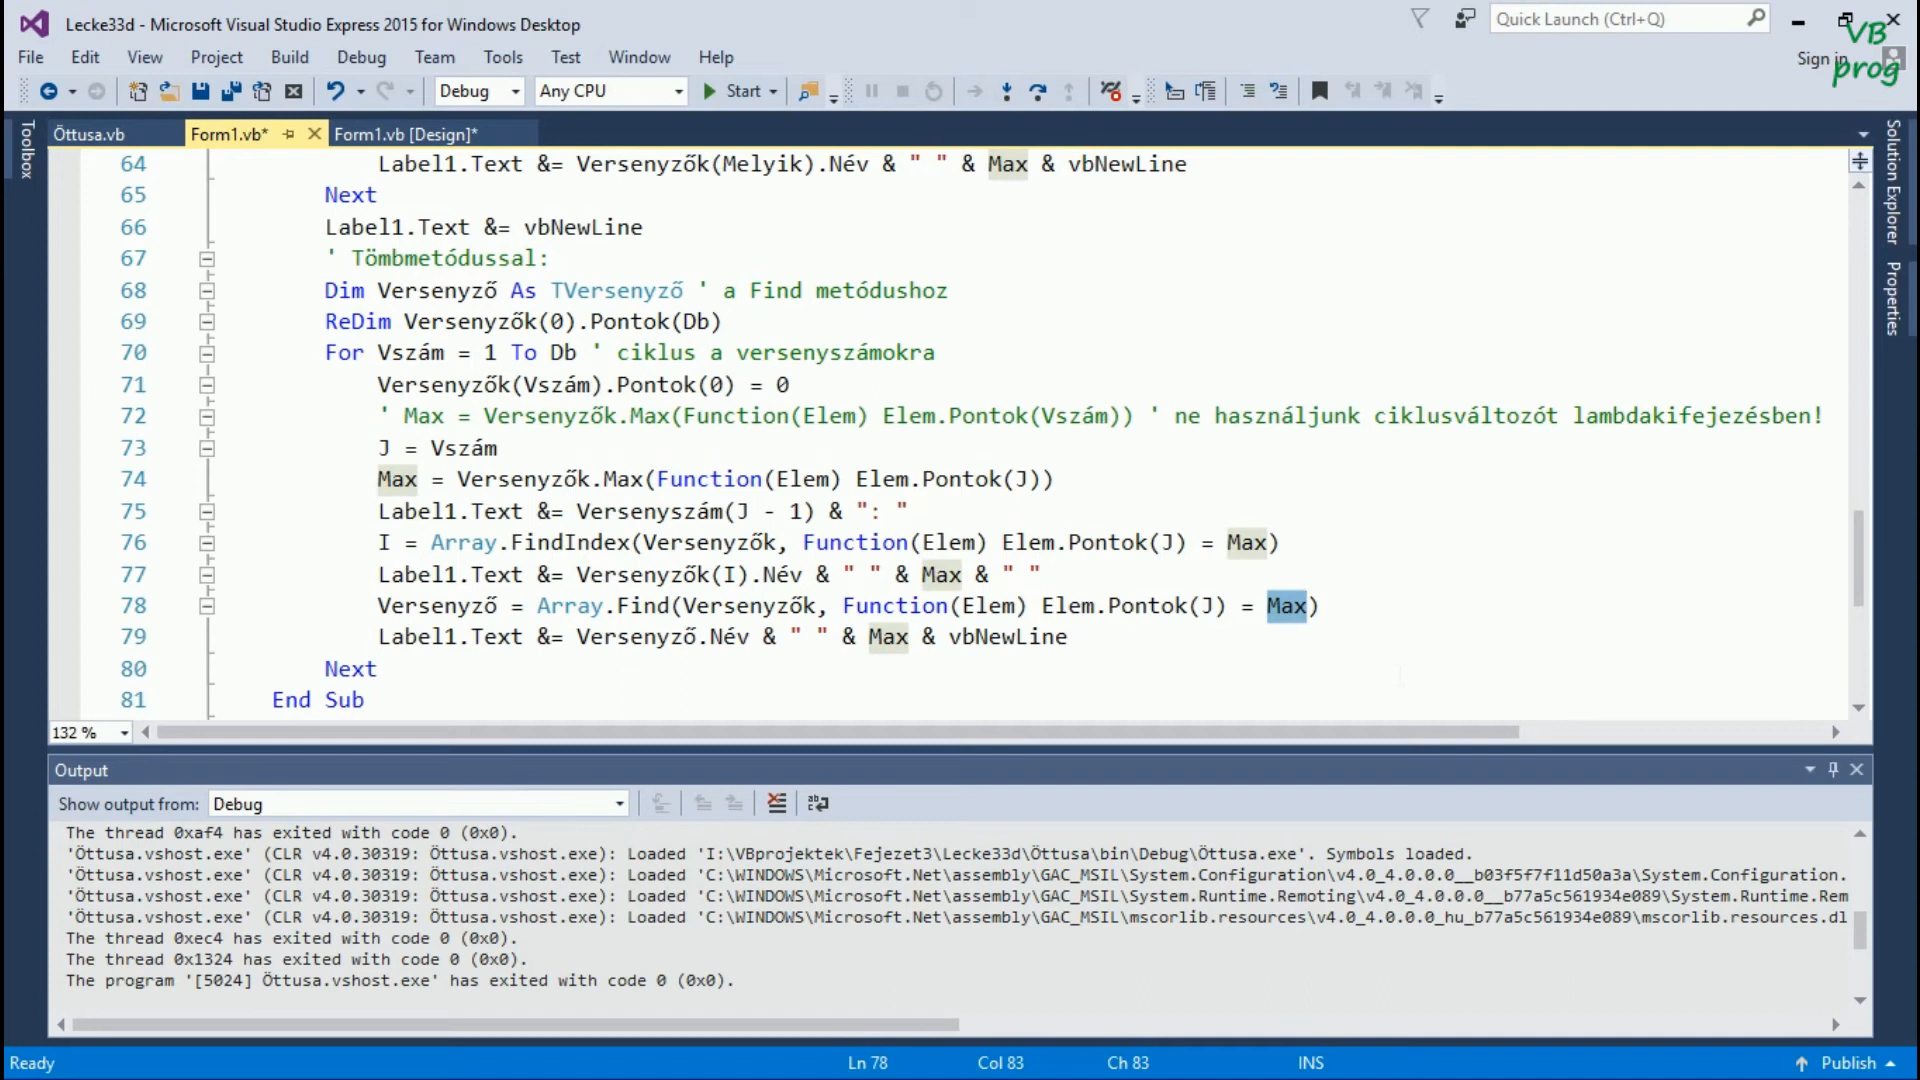 Lecke33d - Microsoft Visual Studio Express 2015 for Windows Desktop
Quick Launch (Ctrl+Q)
VB
prog
File Edit View Project Build Debug Team Tools Test Window Help
Sign in
Debug Any CPU Start
Toolbox
Öttusa.vb Form1.vb* Form1.vb [Design]*
Solution Explorer
Properties
64 Label1.Text &= Versenyzők(Melyik).Név & " " & Max & vbNewLine
65 Next
66 Label1.Text &= vbNewLine
67 ' Tömbmetódussal:
68 Dim Versenyző As TVersenyző ' a Find metódushoz
69 ReDim Versenyzők(0).Pontok(Db)
70 For Vszám = 1 To Db ' ciklus a versenyszámokra
71 Versenyzők(Vszám).Pontok(0) = 0
72 ' Max = Versenyzők.Max(Function(Elem) Elem.Pontok(Vszám)) ' ne használjunk ciklusváltozót lambdakifejezésben!
73 J = Vszám
74 Max = Versenyzők.Max(Function(Elem) Elem.Pontok(J))
75 Label1.Text &= Versenyszám(J - 1) & ": "
76 I = Array.FindIndex(Versenyzők, Function(Elem) Elem.Pontok(J) = Max)
77 Label1.Text &= Versenyzők(I).Név & " " & Max & " "
78 Versenyző = Array.Find(Versenyzők, Function(Elem) Elem.Pontok(J) = Max)
79 Label1.Text &= Versenyző.Név & " " & Max & vbNewLine
80 Next
81 End Sub
132 %
Output
Show output from: Debug
The thread 0xaf4 has exited with code 0 (0x0).
'Öttusa.vshost.exe' (CLR v4.0.30319: Öttusa.vshost.exe): Loaded 'I:\VBprojektek\Fejezet3\Lecke33d\Öttusa\bin\Debug\Öttusa.exe'. Symbols loaded.
'Öttusa.vshost.exe' (CLR v4.0.30319: Öttusa.vshost.exe): Loaded 'C:\WINDOWS\Microsoft.Net\assembly\GAC_MSIL\System.Configuration\v4.0_4.0.0.0__b03f5f7f11d50a3a\System.Configuration.
'Öttusa.vshost.exe' (CLR v4.0.30319: Öttusa.vshost.exe): Loaded 'C:\WINDOWS\Microsoft.Net\assembly\GAC_MSIL\System.Runtime.Remoting\v4.0_4.0.0.0__b77a5c561934e089\System.Runtime.Rem
'Öttusa.vshost.exe' (CLR v4.0.30319: Öttusa.vshost.exe): Loaded 'C:\WINDOWS\Microsoft.Net\assembly\GAC_MSIL\mscorlib.resources\v4.0_4.0.0.0_hu_b77a5c561934e089\mscorlib.resources.dl
The thread 0xec4 has exited with code 0 (0x0).
The thread 0x1324 has exited with code 0 (0x0).
The program '[5024] Öttusa.vshost.exe' has exited with code 0 (0x0).
Ready Ln 78 Col 83 Ch 83 INS Publish